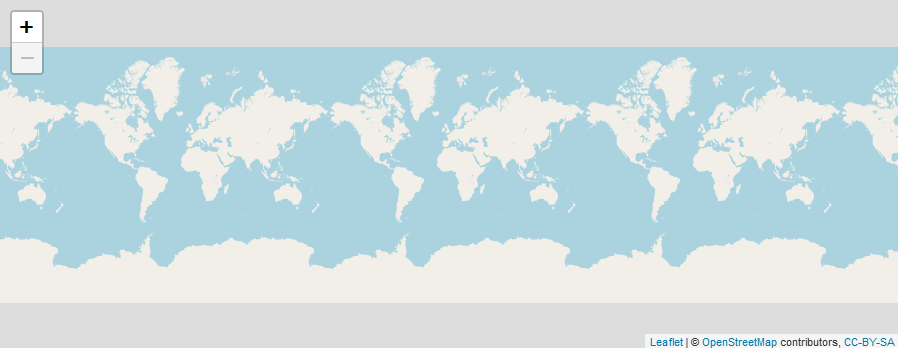 +
−
Leaflet | © OpenStreetMap contributors, CC-BY-SA